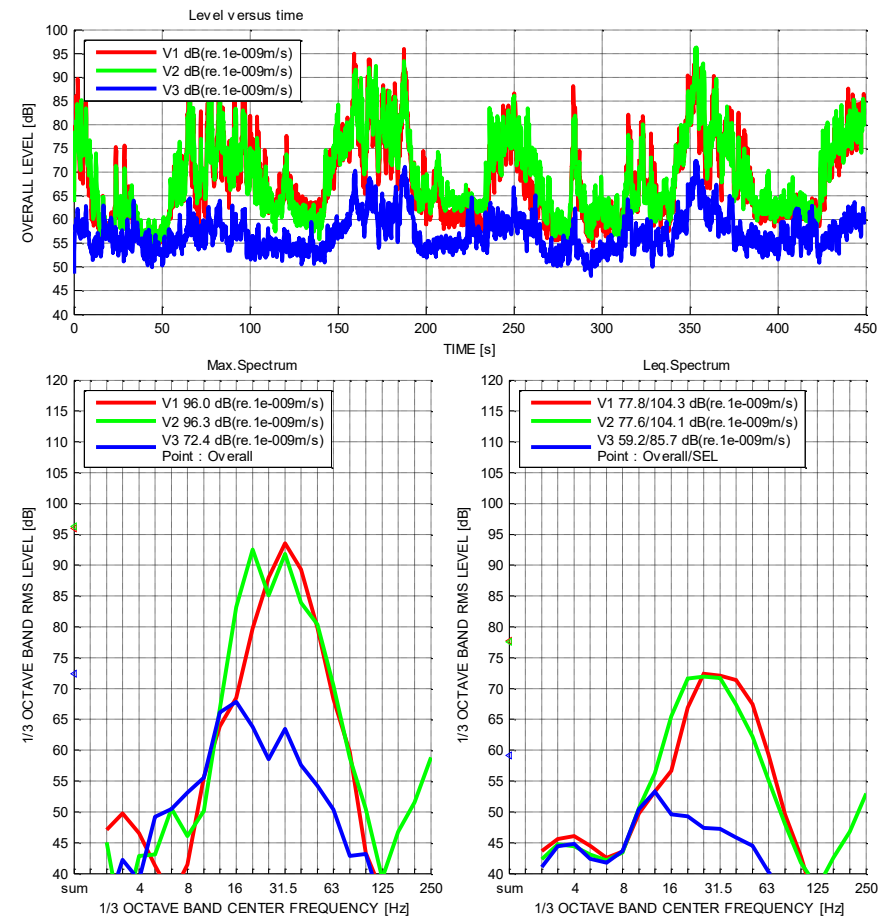 Level versus time
V1 dB(re.1e-009m/s)
V2 dB(re.1e-009m/s)
V3 dB(re.1e-009m/s)
OVERALL LEVEL [dB]
100
95
90
85
80
75
70
65
60
55
50
45
40
0 50 100 150 200 250 300 350 400 450
TIME [s]
Max.Spectrum
V1 96.0 dB(re.1e-009m/s)
V2 96.3 dB(re.1e-009m/s)
V3 72.4 dB(re.1e-009m/s)
Point : Overall
1/3 OCTAVE BAND RMS LEVEL [dB]
120
115
110
105
100
95
90
85
80
75
70
65
60
55
50
45
40
sum 4 8 16 31.5 63 125 250
1/3 OCTAVE BAND CENTER FREQUENCY [Hz]
Leq.Spectrum
V1 77.8/104.3 dB(re.1e-009m/s)
V2 77.6/104.1 dB(re.1e-009m/s)
V3 59.2/85.7 dB(re.1e-009m/s)
Point : Overall/SEL
1/3 OCTAVE BAND RMS LEVEL [dB]
120
115
110
105
100
95
90
85
80
75
70
65
60
55
50
45
40
sum 4 8 16 31.5 63 125 250
1/3 OCTAVE BAND CENTER FREQUENCY [Hz]